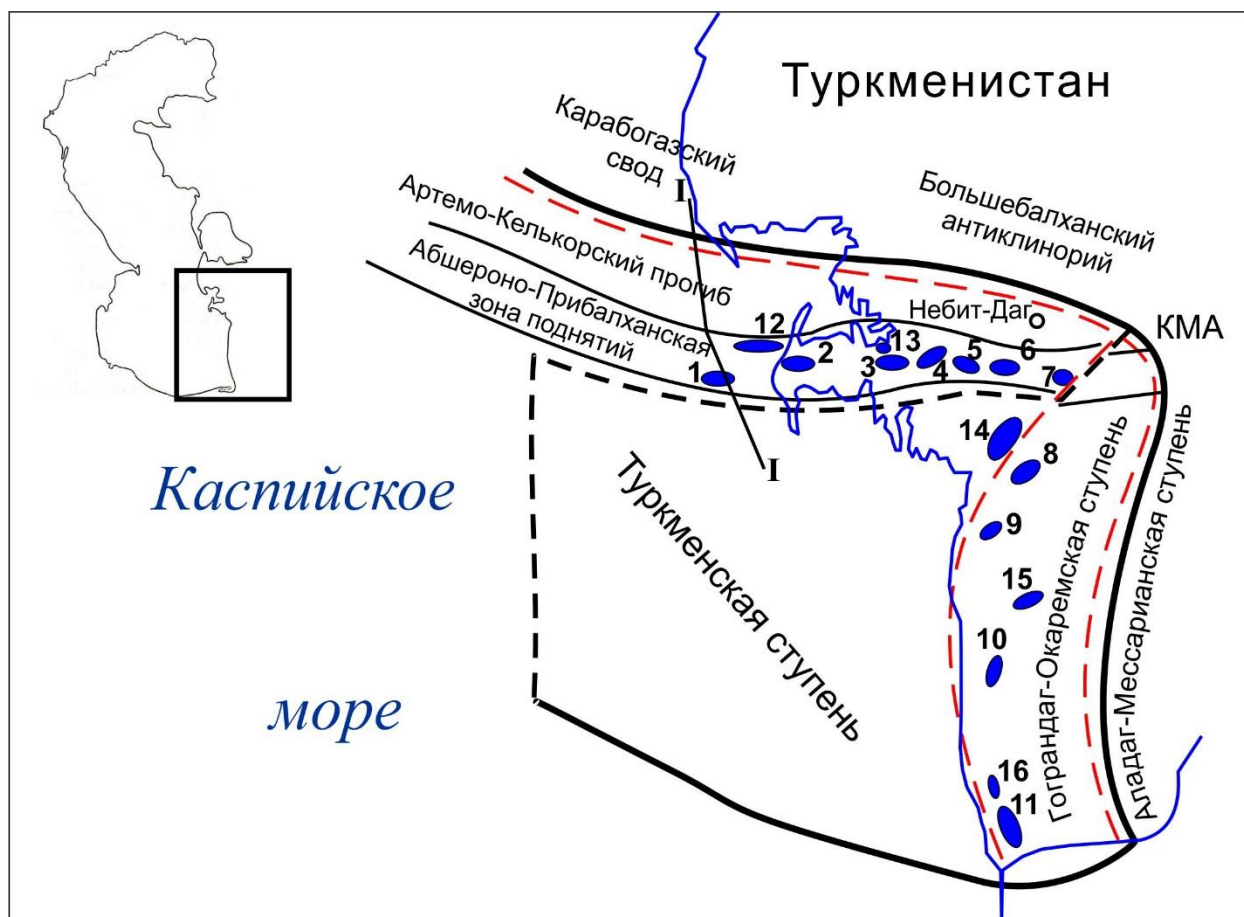 Туркменистан
Карабогазский
свод
I
Артемо-Келькорский прогиб
Большебалханский
антиклинорий
Абшероно-Прибалханская
зона поднятий
Небит-Даг
КМА
12
2
13
5
6
1
3
4
7
I
14
8
Каспийское
Туркменская ступень
9
15
10
Гограндаг-Окаремская ступень
Аладаг-Мессарианская ступень
море
16
11